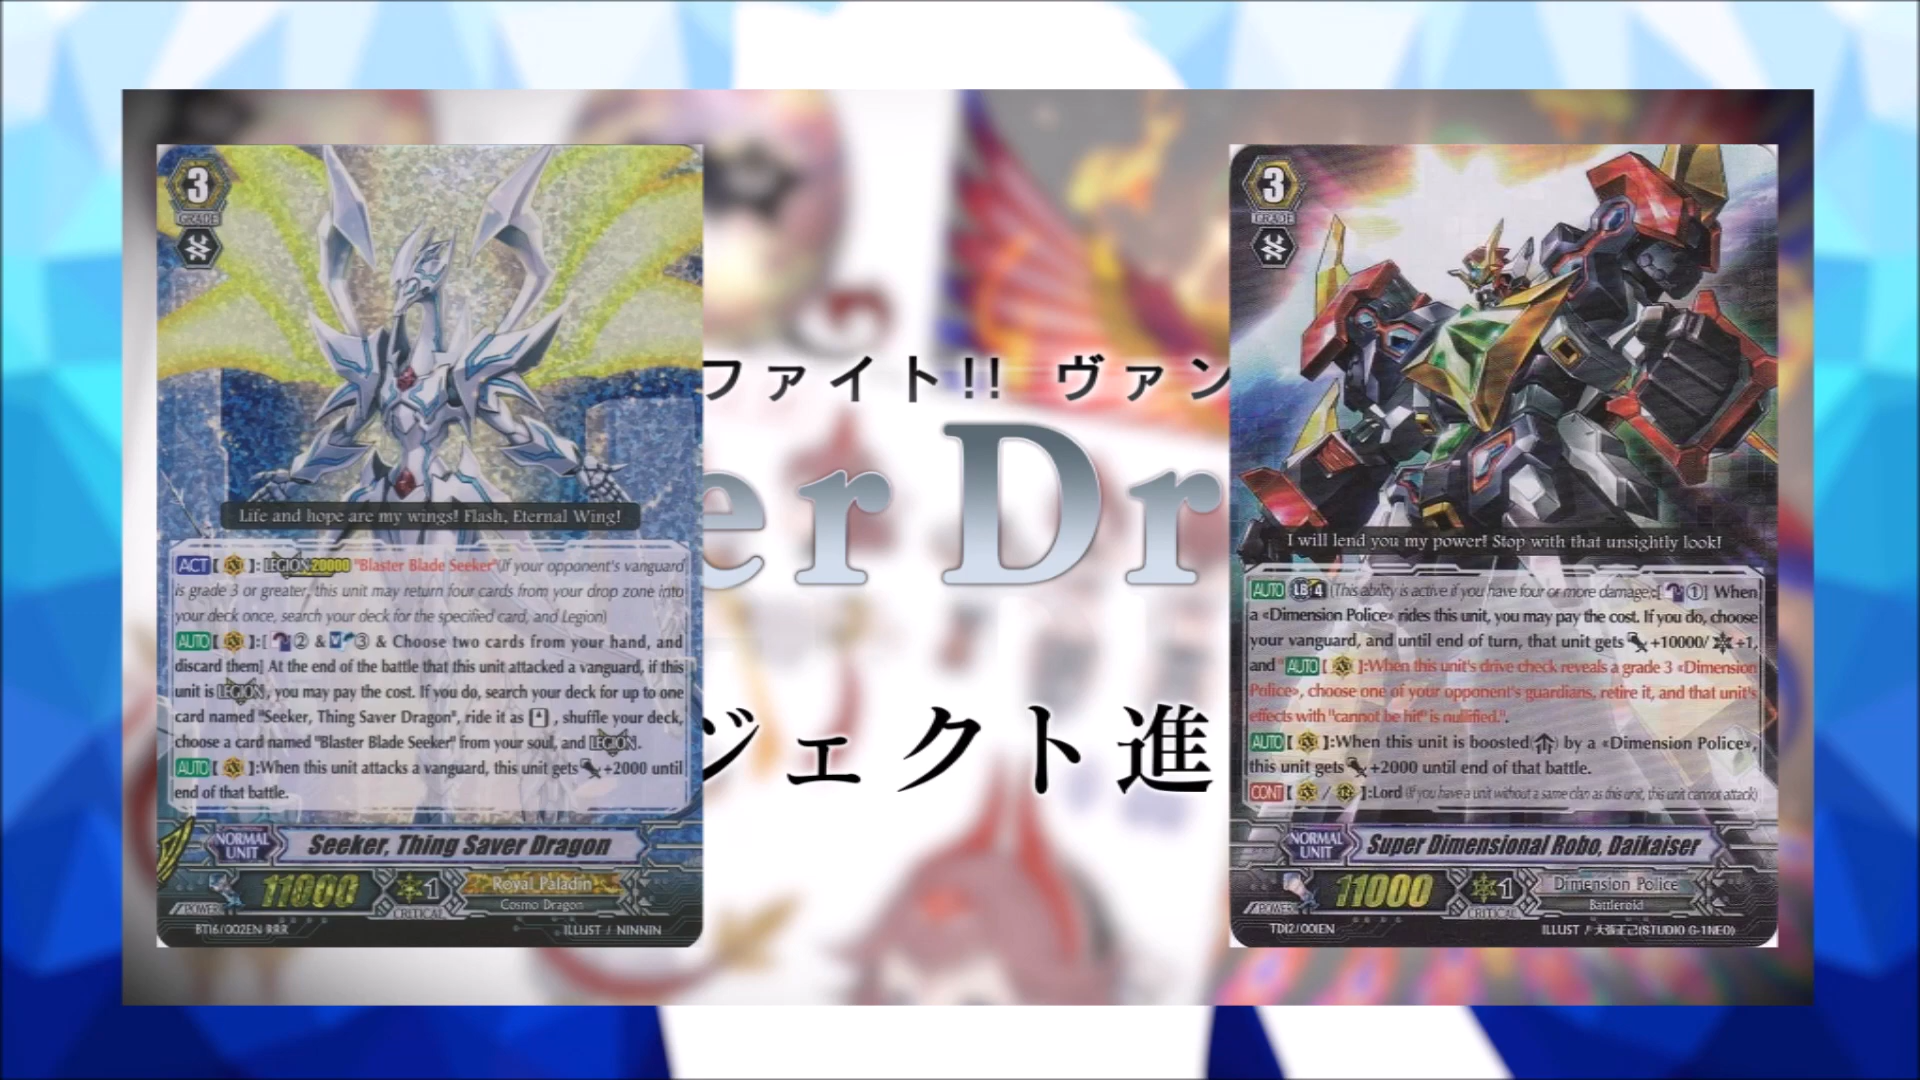 3
GRADE
Life and hope are my wings! Flash, Eternal Wing!
ACT [ ]: LEGION 20000 "Blaster Blade Seeker"(If your opponent's vanguard
is grade 3 or greater, this unit may return four cards from your drop zone into
your deck once, search your deck for the specified card, and Legion)
AUTO [ ]:[ ② & ③ & Choose two cards from your hand, and
discard them] At the end of the battle that this unit attacked a vanguard, if this
unit is LEGION, you may pay the cost. If you do, search your deck for up to one
card named "Seeker, Thing Saver Dragon", ride it as [ ], shuffle your deck,
choose a card named "Blaster Blade Seeker" from your soul, and LEGION.
AUTO [ ]:When this unit attacks a vanguard, this unit gets +2000 until
end of that battle.
NORMAL
UNIT
Seeker, Thing Saver Dragon
POWER
11000
1
CRITICAL
Royal Paladin
Cosmo Dragon
BT16/002EN RRR
ILLUST / NINNIN
ファイト!! ヴァン
er Dr
ジェクト進
3
GRADE
I will lend you my power! Stop with that unsightly look!
AUTO LB4 (This ability is active if you have four or more damage):[ ①] When
a «Dimension Police» rides this unit, you may pay the cost. If you do, choose
your vanguard, and until end of turn, that unit gets +10000/ +1,
and "AUTO [ ]:When this unit's drive check reveals a grade 3 «Dimension
Police», choose one of your opponent's guardians, retire it, and that unit's
effects with "cannot be hit" is nullified.".
AUTO [ ]:When this unit is boosted( ) by a «Dimension Police»,
this unit gets +2000 until end of that battle.
CONT [ / ]:Lord (If you have a unit without a same clan as this unit, this unit cannot attack)
NORMAL
UNIT
Super Dimensional Robo, Daikaiser
POWER
11000
1
CRITICAL
Dimension Police
Battleroid
TD12/001EN
ILLUST / 大張正己(STUDIO G-1NEO)